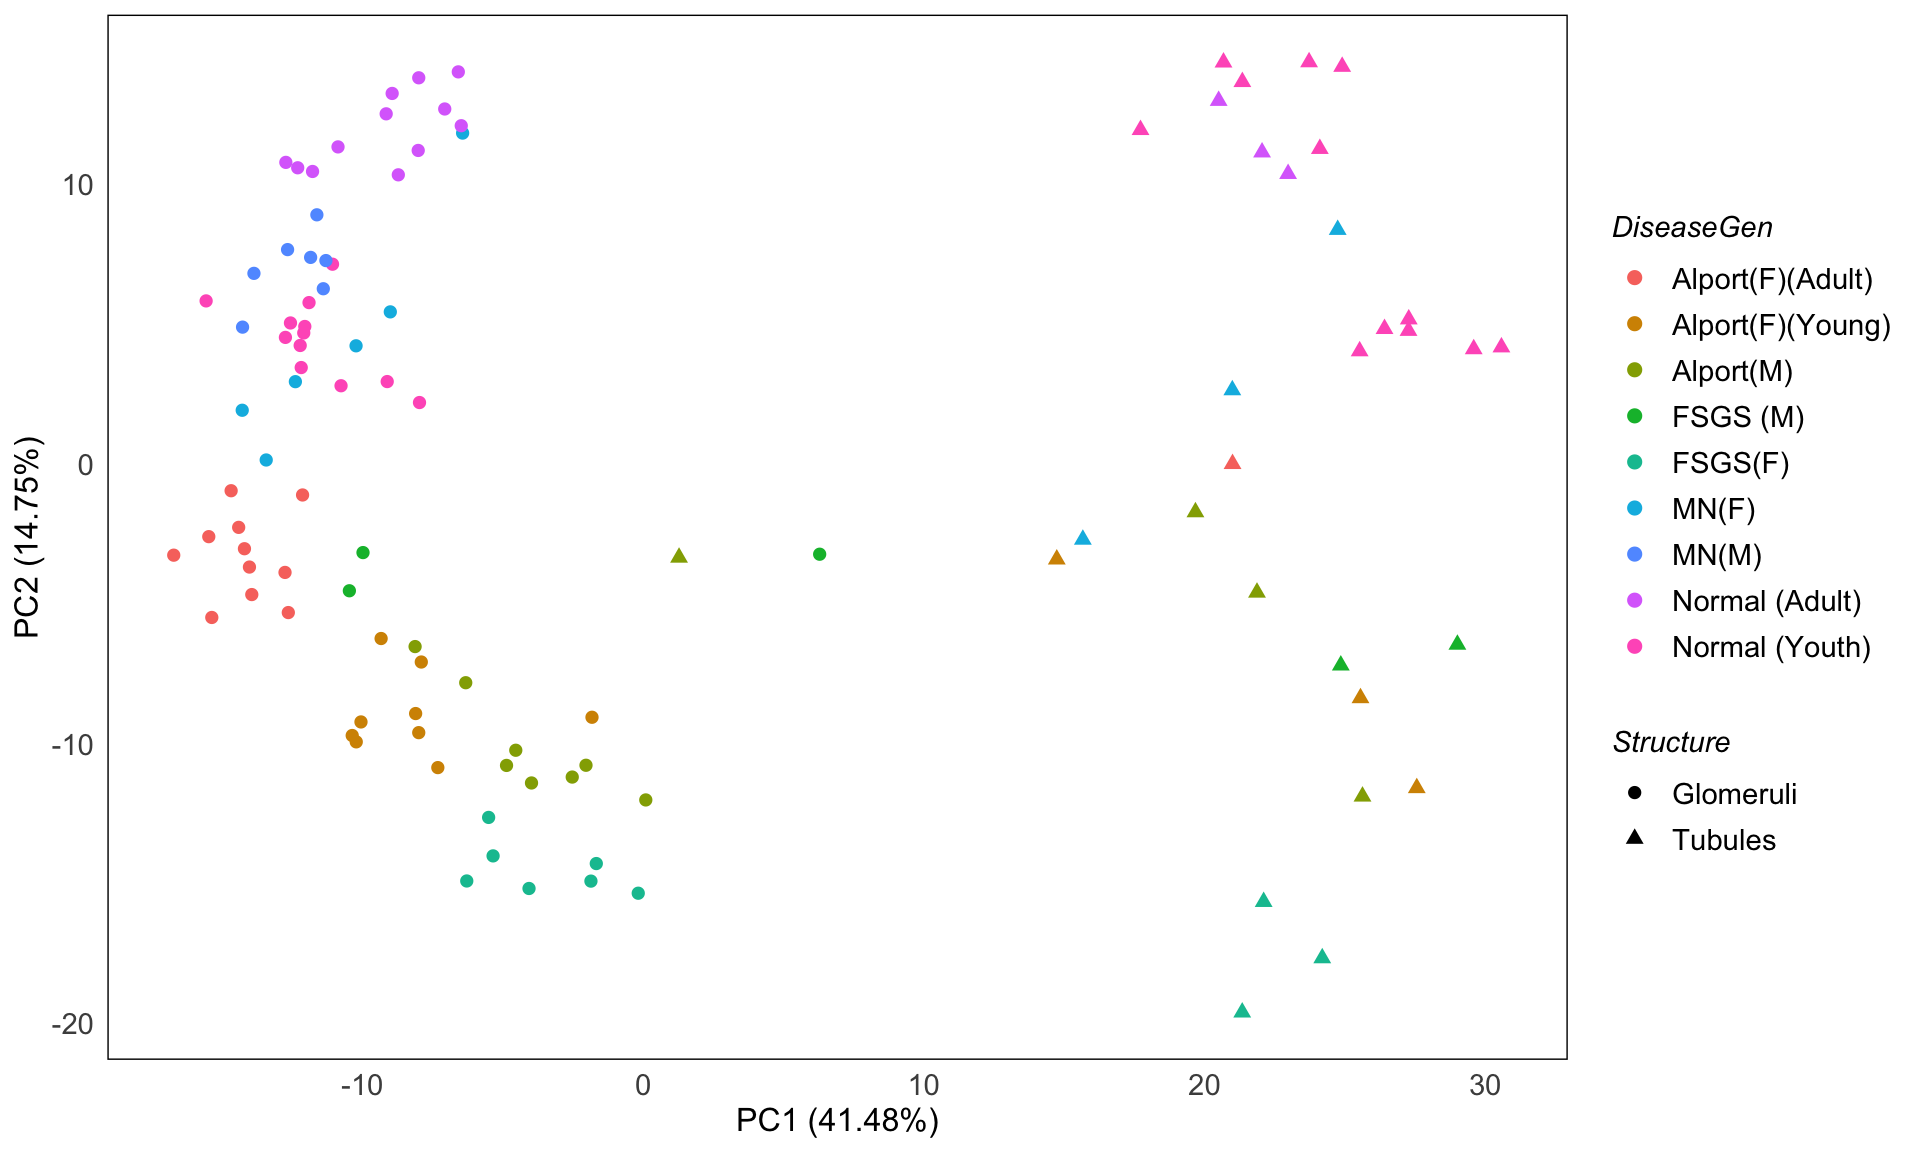 10
0
-10
-20
PC2 (14.75%)
-10
0
10
20
30
PC1 (41.48%)
DiseaseGen
Alport(F)(Adult)
Alport(F)(Young)
Alport(M)
FSGS (M)
FSGS(F)
MN(F)
MN(M)
Normal (Adult)
Normal (Youth)
Structure
Glomeruli
Tubules